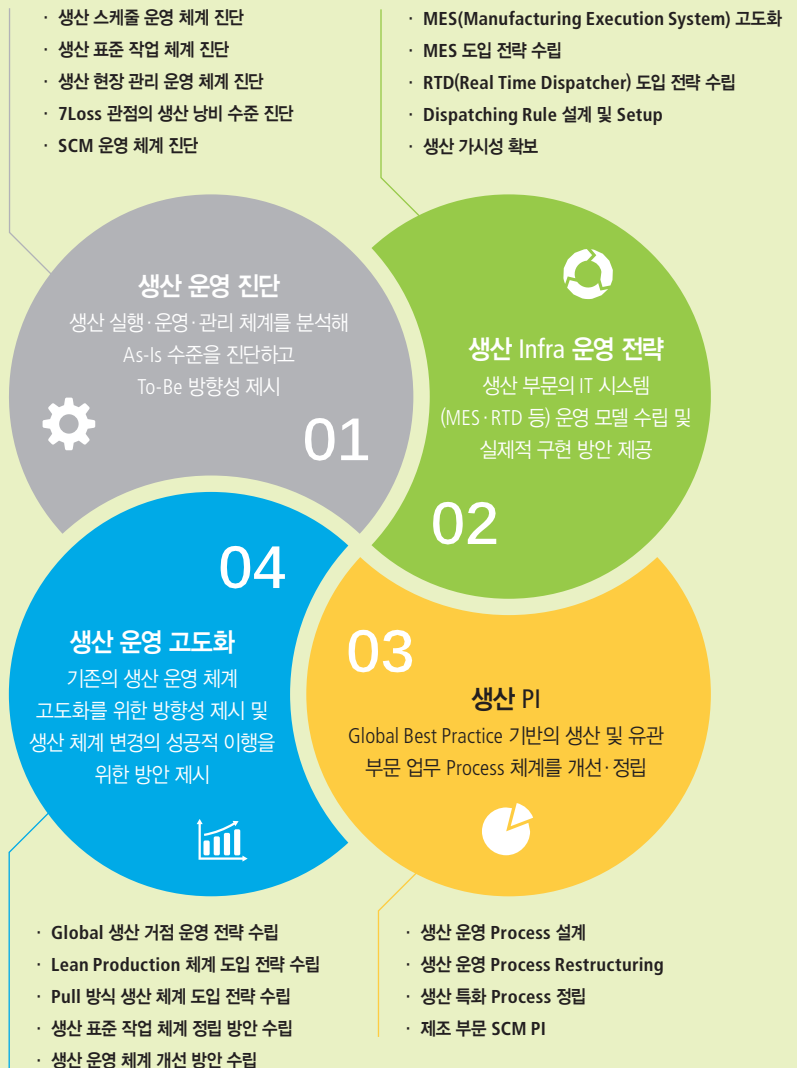 · 생산 스케줄 운영 체계 진단
· 생산 표준 작업 체계 진단
· 생산 현장 관리 운영 체계 진단
· 7Loss 관점의 생산 낭비 수준 진단
· SCM 운영 체계 진단
· MES(Manufacturing Execution System) 고도화
· MES 도입 전략 수립
· RTD(Real Time Dispatcher) 도입 전략 수립
· Dispatching Rule 설계 및 Setup
· 생산 가시성 확보
생산 운영 진단
생산 실행·운영·관리 체계를 분석해
As-Is 수준을 진단하고
To-Be 방향성 제시
01
생산 Infra 운영 전략
생산 부문의 IT 시스템
(MES·RTD 등) 운영 모델 수립 및
실제적 구현 방안 제공
02
03
생산 PI
Global Best Practice 기반의 생산 및 유관
부문 업무 Process 체계를 개선·정립
04
생산 운영 고도화
기존의 생산 운영 체계
고도화를 위한 방향성 제시 및
생산 체계 변경의 성공적 이행을
위한 방안 제시
· Global 생산 거점 운영 전략 수립
· Lean Production 체계 도입 전략 수립
· Pull 방식 생산 체계 도입 전략 수립
· 생산 표준 작업 체계 정립 방안 수립
· 생산 운영 체계 개선 방안 수립
· 생산 운영 Process 설계
· 생산 운영 Process Restructuring
· 생산 특화 Process 정립
· 제조 부문 SCM PI